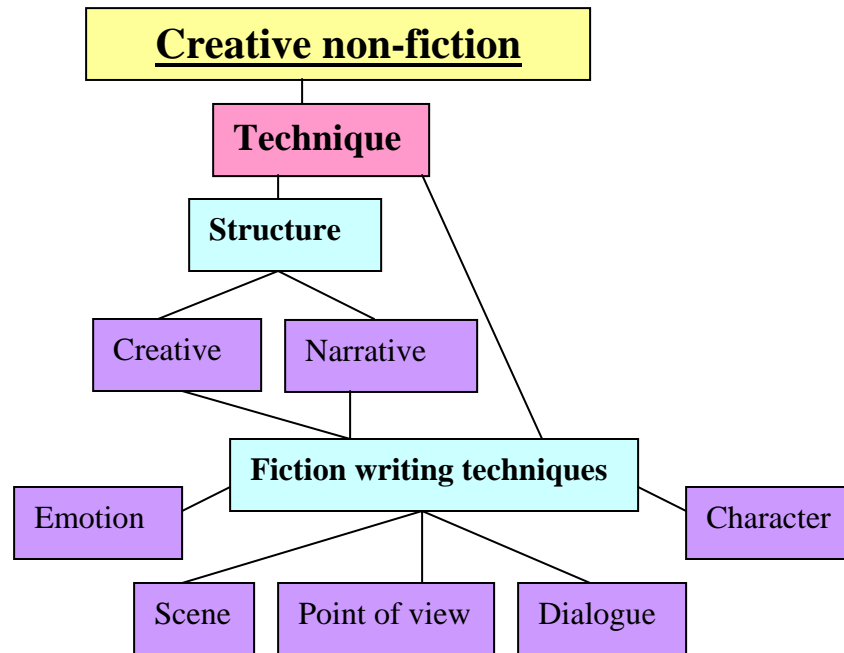 Creative non-fiction
Technique
Structure
Creative
Narrative
Fiction writing techniques
Emotion
Character
Scene
Point of view
Dialogue